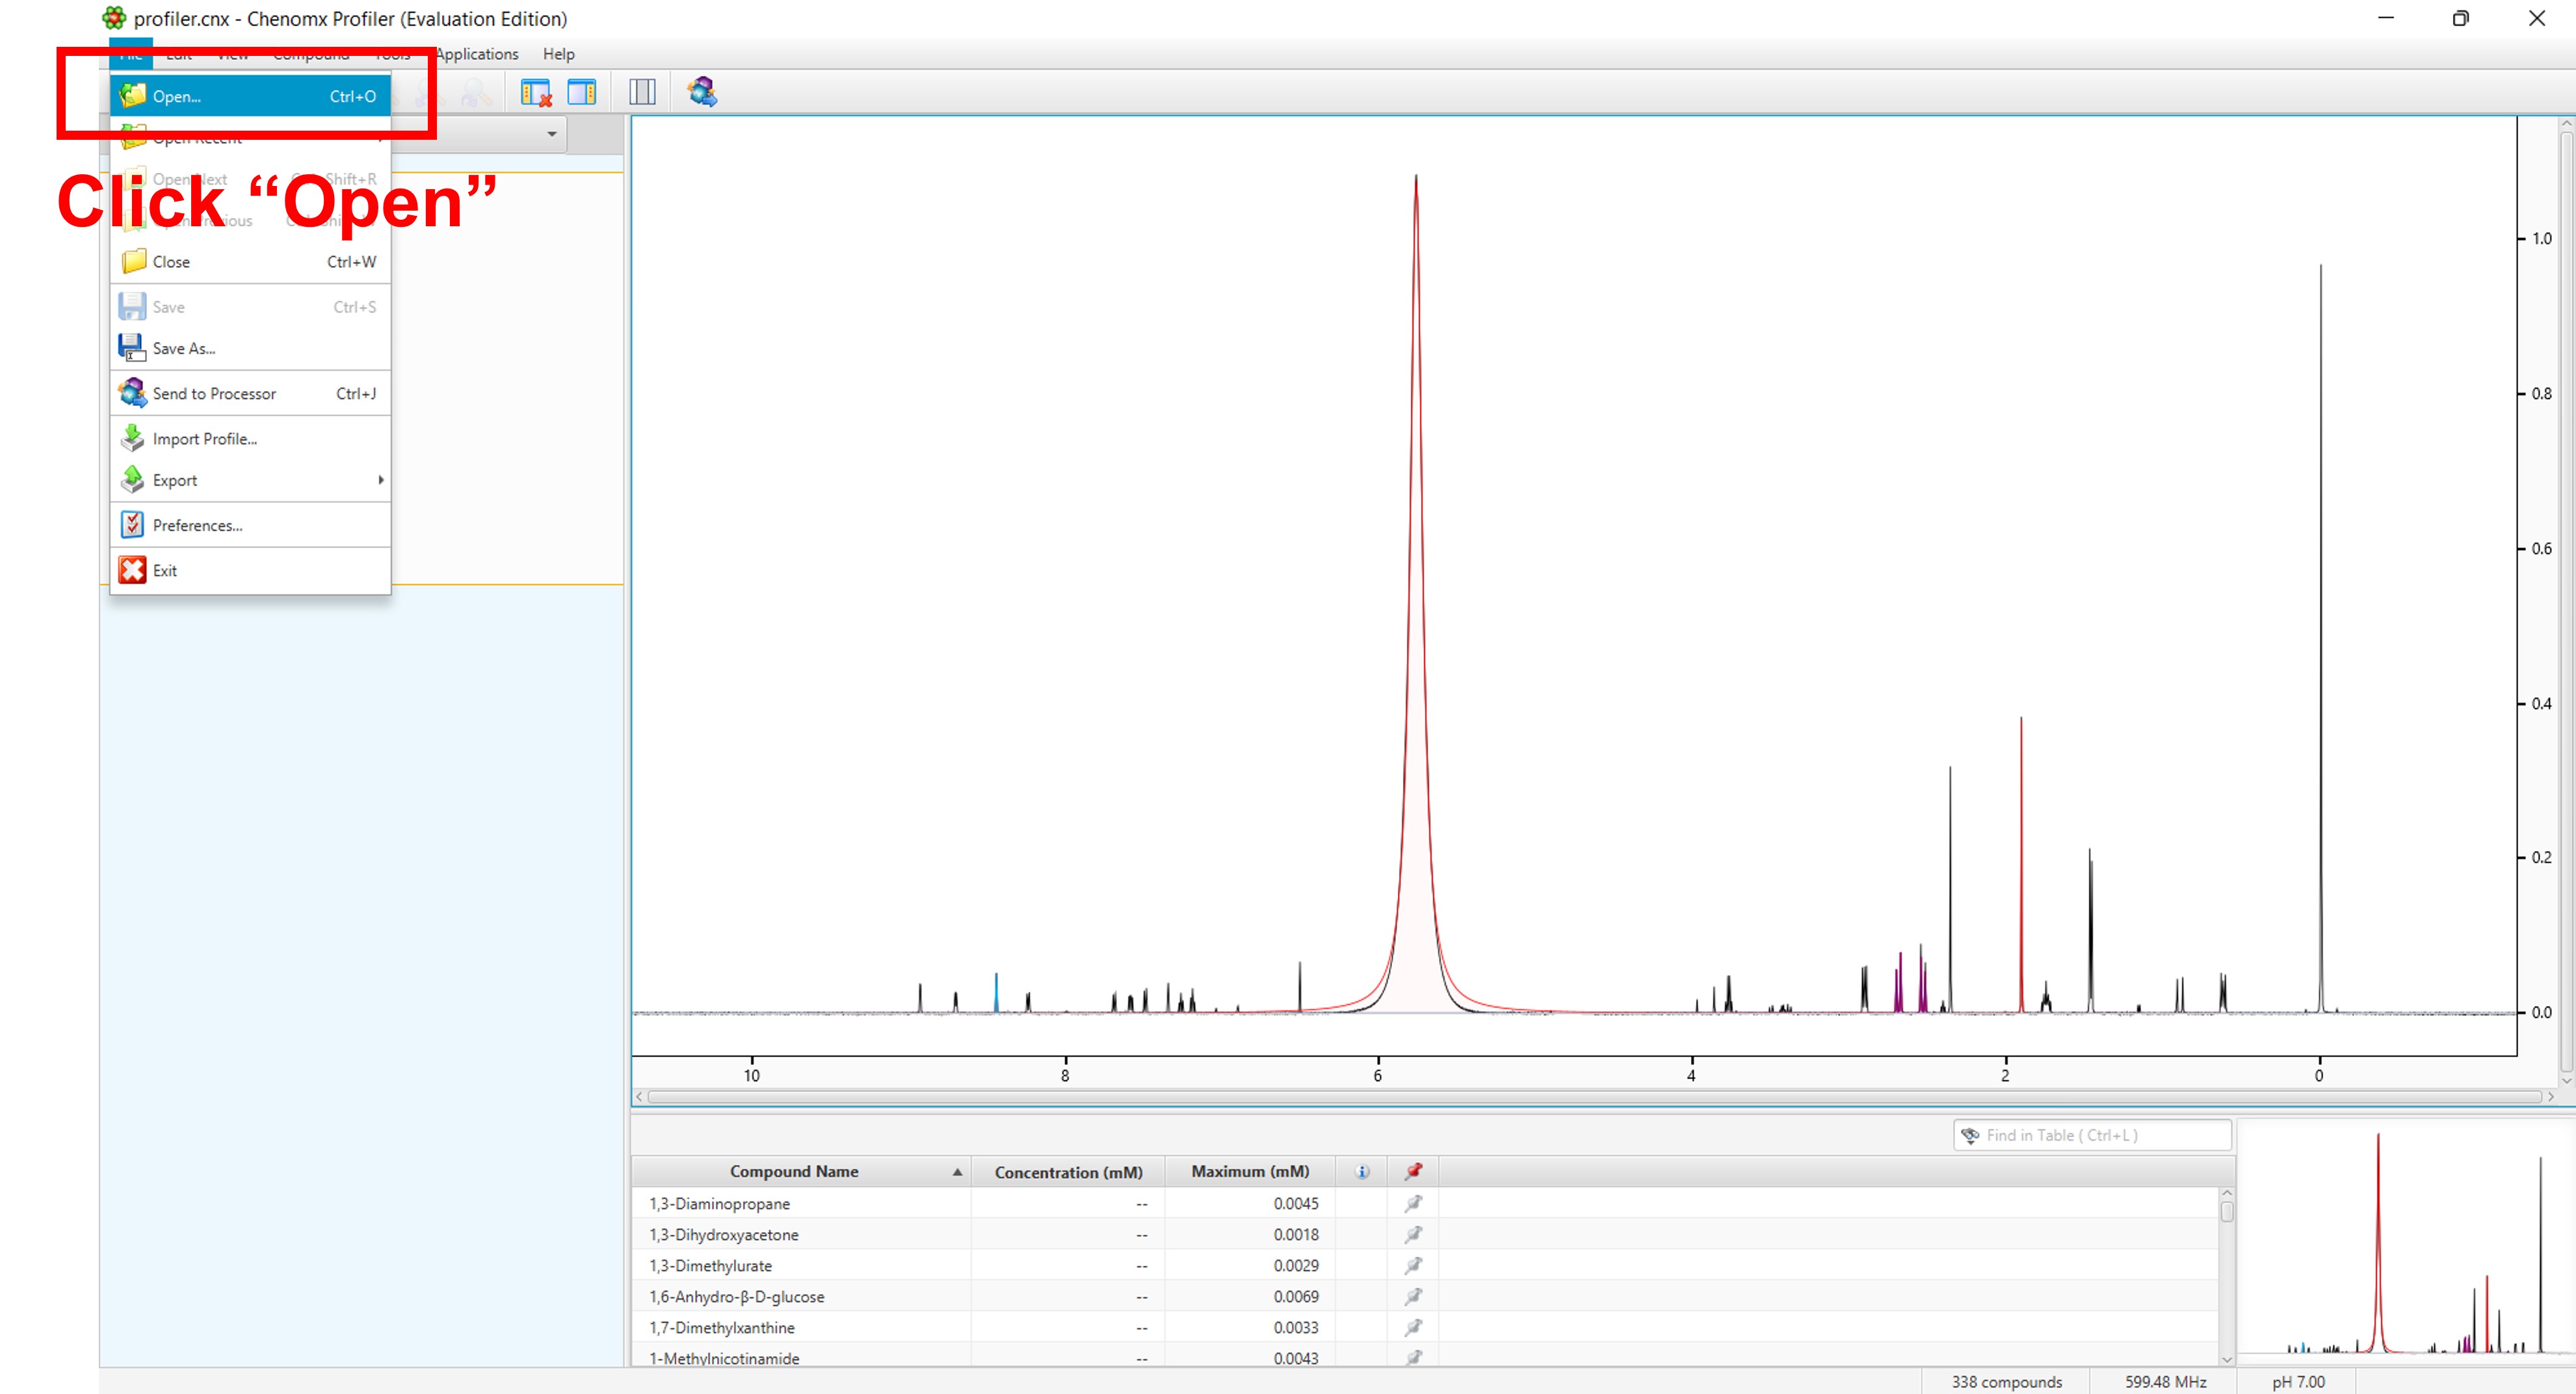 profiler.cnx - Chenomx Profiler (Evaluation Edition)
File Edit View Compound Tools Applications Help
Open... Ctrl+O
Open Recent
Open Next Ctrl+Shift+R
Click “Open”
Close Ctrl+W
Save Ctrl+S
Save As...
Send to Processor Ctrl+J
Import Profile...
Export
Preferences...
Exit
1.0
0.8
0.6
0.4
0.2
0.0
10 8 6 4 2 0
Find in Table ( Ctrl+L )
Compound Name Concentration (mM) Maximum (mM)
1,3-Diaminopropane -- 0.0045
1,3-Dihydroxyacetone -- 0.0018
1,3-Dimethylurate -- 0.0029
1,6-Anhydro-β-D-glucose -- 0.0069
1,7-Dimethylxanthine -- 0.0033
1-Methylnicotinamide -- 0.0043
338 compounds 599.48 MHz pH 7.00